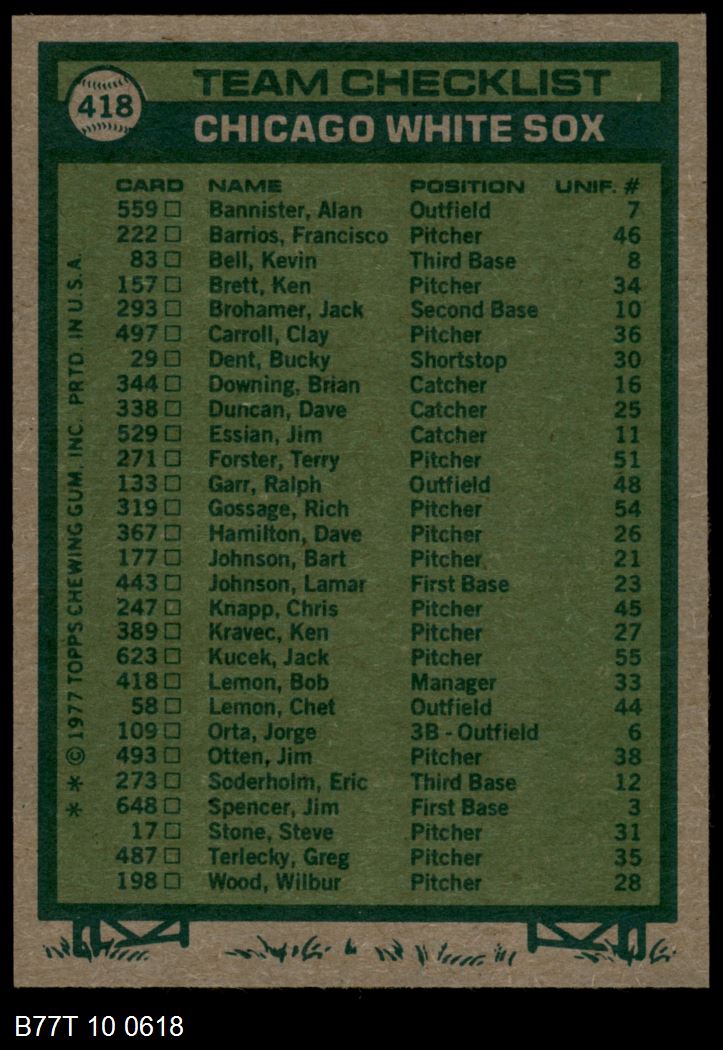 418
TEAM CHECKLIST
CHICAGO WHITE SOX
CARD NAME POSITION UNIF. #
559 □ Bannister, Alan Outfield 7
222 □ Barrios, Francisco Pitcher 46
83 □ Bell, Kevin Third Base 8
157 □ Brett, Ken Pitcher 34
293 □ Brohamer, Jack Second Base 10
497 □ Carroll, Clay Pitcher 36
29 □ Dent, Bucky Shortstop 30
344 □ Downing, Brian Catcher 16
338 □ Duncan, Dave Catcher 25
529 □ Essian, Jim Catcher 11
271 □ Forster, Terry Pitcher 51
133 □ Garr, Ralph Outfield 48
319 □ Gossage, Rich Pitcher 54
367 □ Hamilton, Dave Pitcher 26
177 □ Johnson, Bart Pitcher 21
443 □ Johnson, Lamar First Base 23
247 □ Knapp, Chris Pitcher 45
389 □ Kravec, Ken Pitcher 27
623 □ Kucek, Jack Pitcher 55
418 □ Lemon, Bob Manager 33
58 □ Lemon, Chet Outfield 44
109 □ Orta, Jorge 3B - Outfield 6
493 □ Otten, Jim Pitcher 38
273 □ Soderholm, Eric Third Base 12
648 □ Spencer, Jim First Base 3
17 □ Stone, Steve Pitcher 31
487 □ Terlecky, Greg Pitcher 35
198 □ Wood, Wilbur Pitcher 28
* * © 1977 TOPPS CHEWING GUM, INC. PRTD. IN U.S.A.
B77T 10 0618